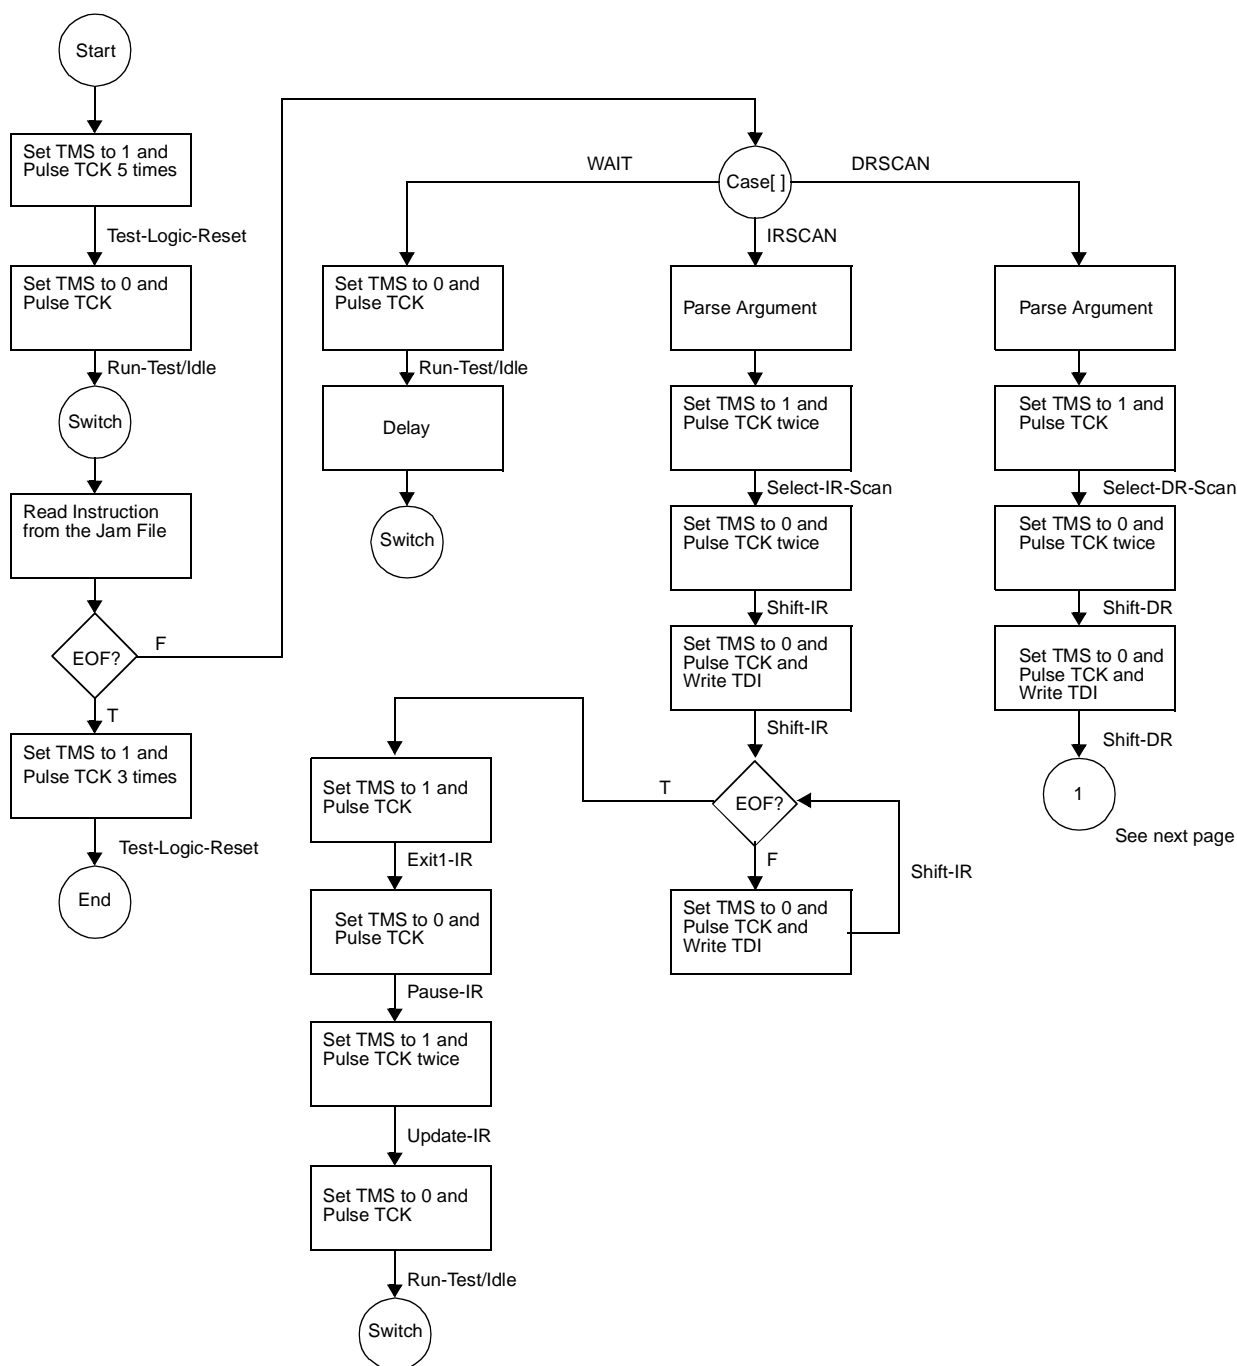 Start
Set TMS to 1 and
Pulse TCK 5 times
Test-Logic-Reset
Set TMS to 0 and
Pulse TCK
Run-Test/Idle
Switch
Read Instruction
from the Jam File
EOF?
F
T
Set TMS to 1 and
Pulse TCK 3 times
Test-Logic-Reset
End
Case[ ]
WAIT
Set TMS to 0 and
Pulse TCK
Run-Test/Idle
Delay
Switch
IRSCAN
Parse Argument
Set TMS to 1 and
Pulse TCK twice
Select-IR-Scan
Set TMS to 0 and
Pulse TCK twice
Shift-IR
Set TMS to 0 and
Pulse TCK and
Write TDI
Shift-IR
EOF?
F
Set TMS to 0 and
Pulse TCK and
Write TDI
Shift-IR
T
Set TMS to 1 and
Pulse TCK
Exit1-IR
Set TMS to 0 and
Pulse TCK
Pause-IR
Set TMS to 1 and
Pulse TCK twice
Update-IR
Set TMS to 0 and
Pulse TCK
Run-Test/Idle
Switch
DRSCAN
Parse Argument
Set TMS to 1 and
Pulse TCK
Select-DR-Scan
Set TMS to 0 and
Pulse TCK twice
Shift-DR
Set TMS to 0 and
Pulse TCK and
Write TDI
Shift-DR
1
See next page